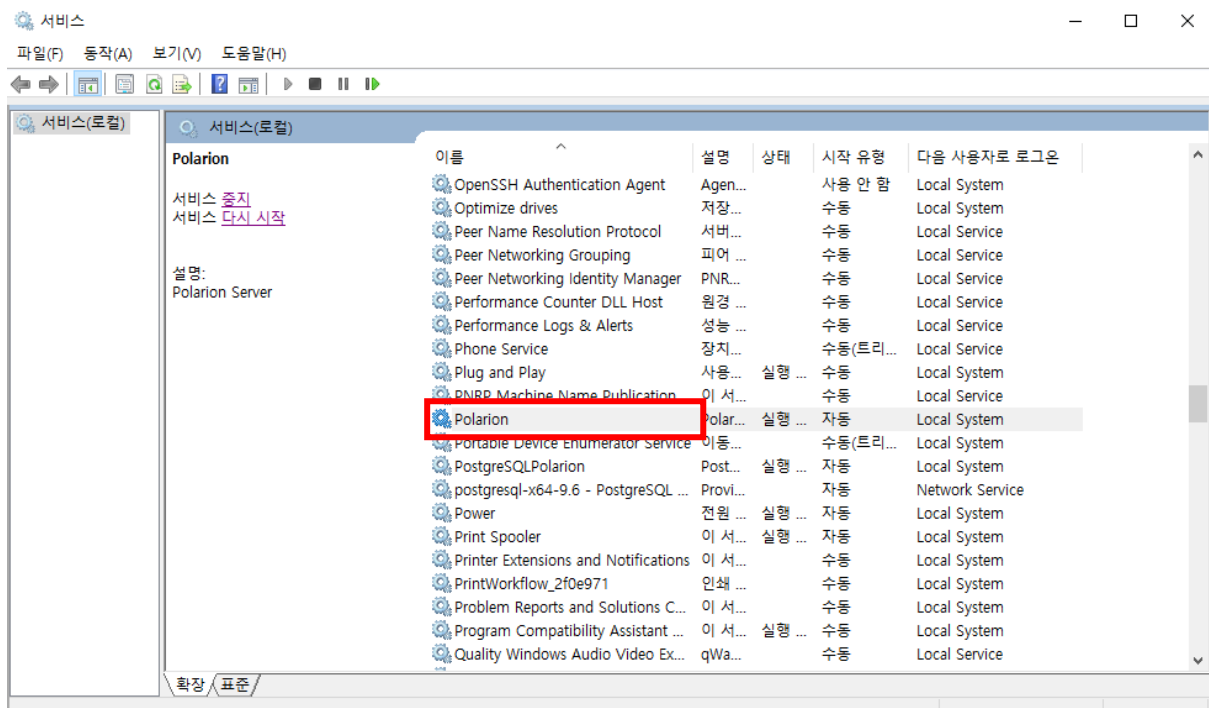 서비스
파일(F) 동작(A) 보기(V) 도움말(H)
서비스(로컬)
서비스(로컬)
Polarion
서비스 중지
서비스 다시 시작
설명:
Polarion Server
이름 설명 상태 시작 유형 다음 사용자로 로그온
OpenSSH Authentication Agent Agen... 사용 안 함 Local System
Optimize drives 저장... 수동 Local System
Peer Name Resolution Protocol 서버... 수동 Local Service
Peer Networking Grouping 피어 ... 수동 Local Service
Peer Networking Identity Manager PNR... 수동 Local Service
Performance Counter DLL Host 원경 ... 수동 Local Service
Performance Logs & Alerts 성능 ... 수동 Local Service
Phone Service 장치... 수동(트리... Local Service
Plug and Play 사용... 실행 ... 수동 Local System
PNRP Machine Name Publication 이 서... 수동 Local Service
Polarion Polar... 실행 ... 자동 Local System
Portable Device Enumerator Service 이동... 수동(트리... Local System
PostgreSQLPolarion Post... 실행 ... 자동 Local System
postgresql-x64-9.6 - PostgreSQL ... Provi... 자동 Network Service
Power 전원 ... 실행 ... 자동 Local System
Print Spooler 이 서... 실행 ... 자동 Local System
Printer Extensions and Notifications 이 서... 수동 Local System
PrintWorkflow_2f0e971 인쇄 ... 수동 Local System
Problem Reports and Solutions C... 이 서... 수동 Local System
Program Compatibility Assistant ... 이 서... 실행 ... 수동 Local System
Quality Windows Audio Video Ex... qWa... 수동 Local Service
확장 표준